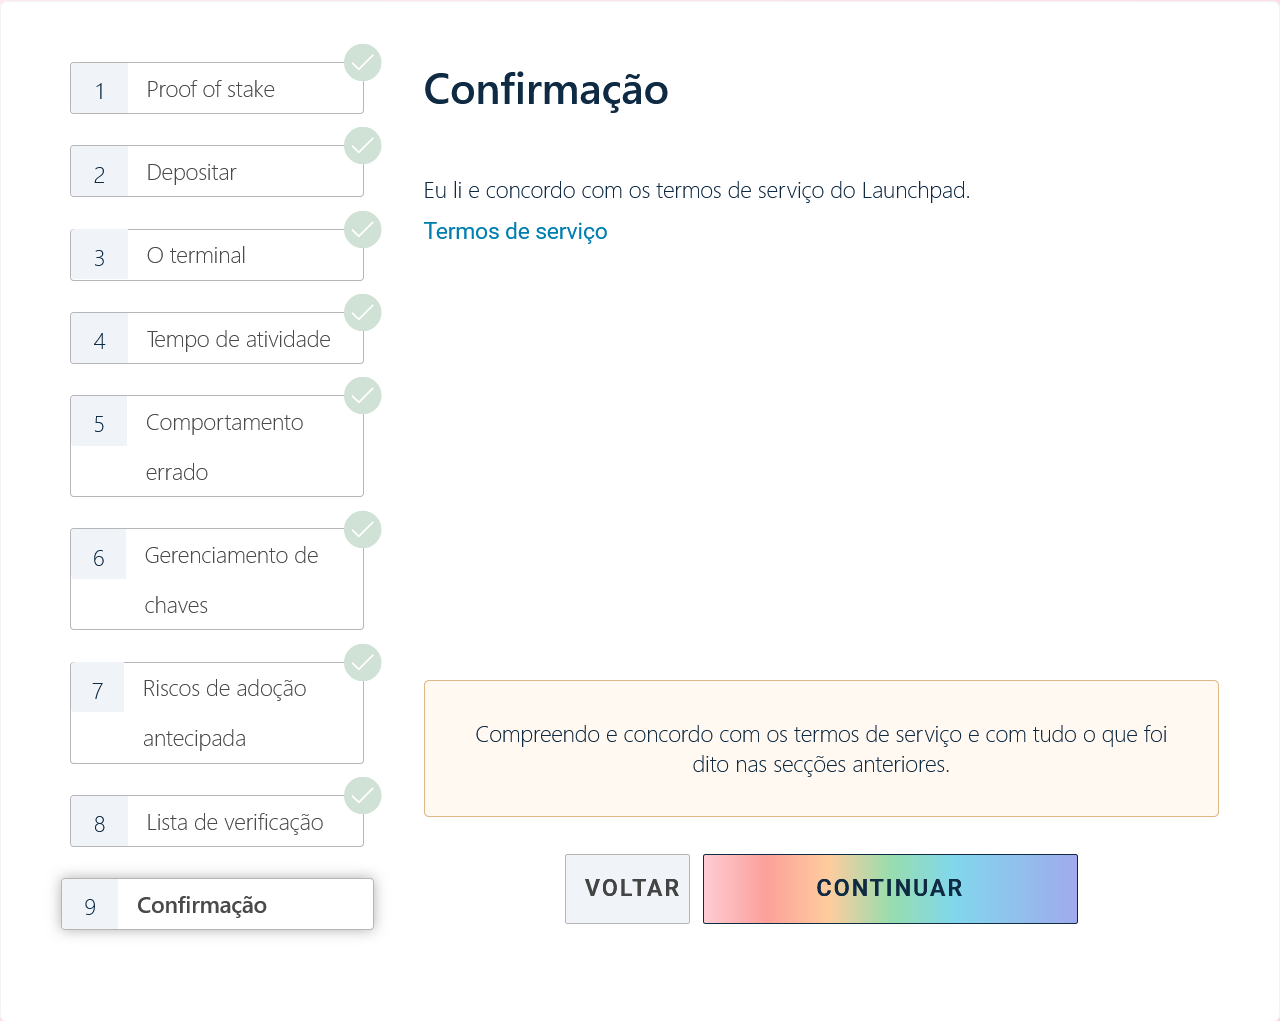 1 Proof of stake
2 Depositar
3 O terminal
4 Tempo de atividade
5 Comportamento
errado
6 Gerenciamento de
chaves
7 Riscos de adoção
antecipada
8 Lista de verificação
9 Confirmação
Confirmação
Eu li e concordo com os termos de serviço do Launchpad.
Termos de serviço
Compreendo e concordo com os termos de serviço e com tudo o que foi
dito nas secções anteriores.
VOLTAR CONTINUAR